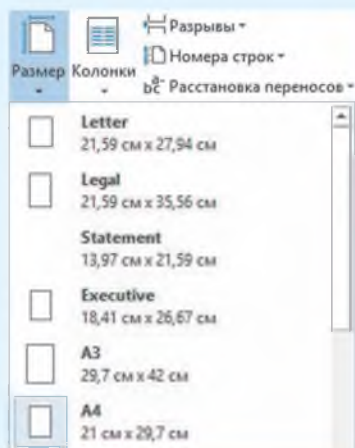 Размер
Колонки
Разрывы
Номера строк
Расстановка переносов
Letter
21,59 см x 27,94 см
Legal
21,59 см x 35,56 см
Statement
13,97 см x 21,59 см
Executive
18,41 см x 26,67 см
A3
29,7 см x 42 см
A4
21 см x 29,7 см